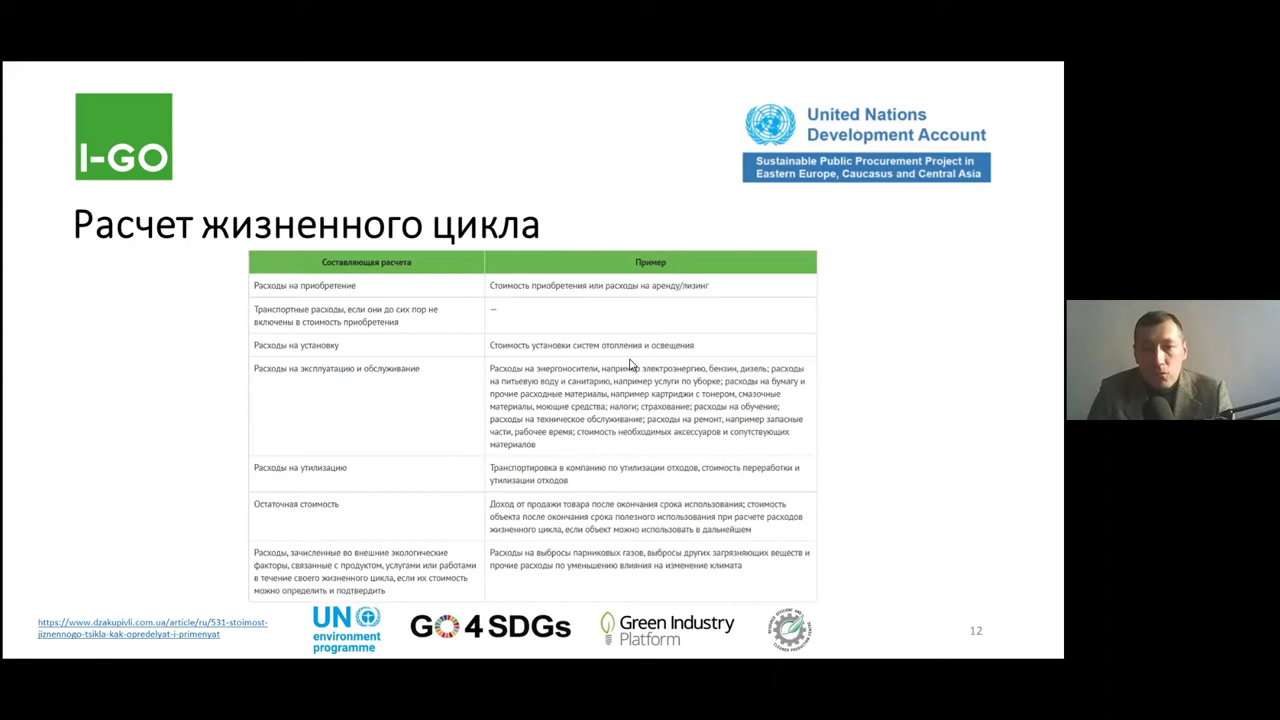 I-GO
United Nations
Development Account
Sustainable Public Procurement Project in
Eastern Europe, Caucasus and Central Asia
Расчет жизненного цикла
Составляющая расчета
Пример
Расходы на приобретение
Стоимость приобретения или расходы на аренду/лизинг
Транспортные расходы, если они до сих пор не
включены в стоимость приобретения
—
Расходы на установку
Стоимость установки систем отопления и освещения
Расходы на эксплуатацию и обслуживание
Расходы на энергоносители, например электроэнергию, бензин, дизель; расходы
на питьевую воду и санитарию, например услуги по уборке; расходы на бумагу и
прочие расходные материалы, например картриджи с тонером, смазочные
материалы, моющие средства; налоги; страхование; расходы на обучение;
расходы на техническое обслуживание; расходы на ремонт, например запасные
части, рабочее время; стоимость необходимых аксессуаров и сопутствующих
материалов
Расходы на утилизацию
Транспортировка в компанию по утилизации отходов, стоимость переработки и
утилизации отходов
Остаточная стоимость
Доход от продажи товара после окончания срока использования; стоимость
объекта после окончания срока полезного использования при расчете расходов
жизненного цикла, если объект можно использовать в дальнейшем
Расходы, зачисленные во внешние экологические
факторы, связанные с продуктом, услугами или работами
в течение своего жизненного цикла, если их стоимость
можно определить и подтвердить
Расходы на выбросы парниковых газов, выбросы других загрязняющих веществ и
прочие расходы по уменьшению влияния на изменение климата
https://www.dzakupivli.com.ua/article/ru/531-stoimost-
jiznennogo-tsikla-kak-opredelyat-i-primenyat
UN
environment
programme
GO 4 SDGs
Green Industry
Platform
12